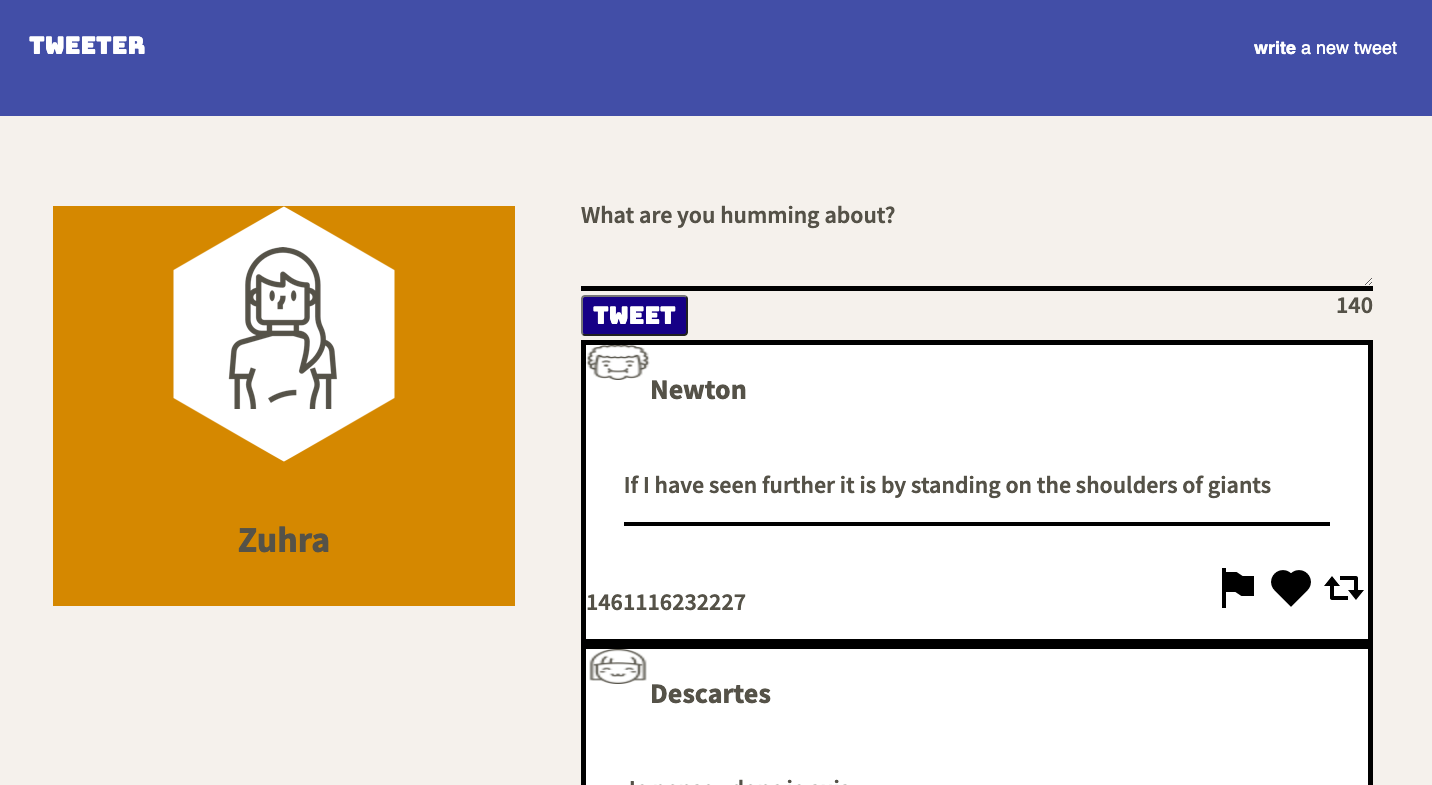 TWEETER
write a new tweet
Zuhra
What are you humming about?
TWEET
140
Newton
If I have seen further it is by standing on the shoulders of giants
1461116232227
Descartes